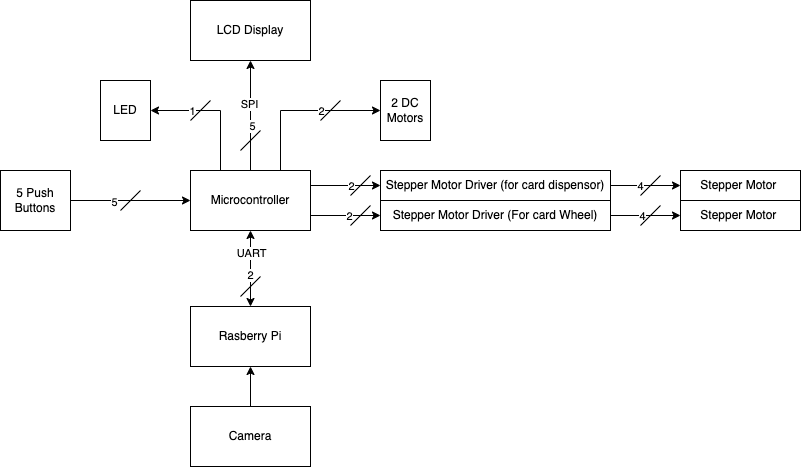 LCD Display
LED
1
SPI
5
2
2 DC
Motors
5 Push
Buttons
5
Microcontroller
2
Stepper Motor Driver (for card dispensor)
4
Stepper Motor
2
Stepper Motor Driver (For card Wheel)
4
Stepper Motor
UART
2
Rasberry Pi
Camera